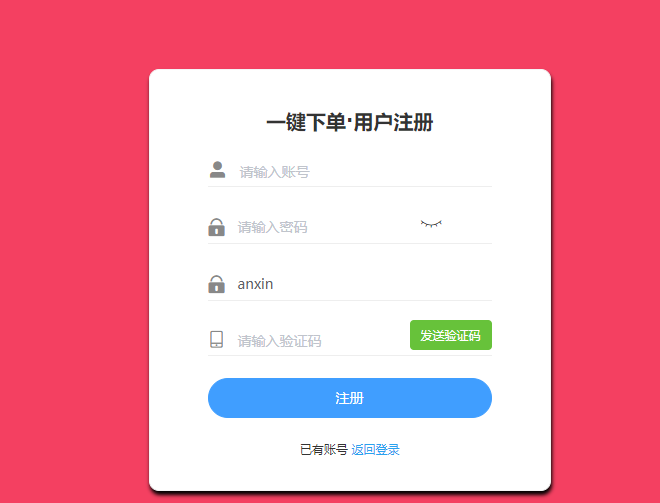 一键下单·用户注册
请输入账号
请输入密码
anxin
请输入验证码 发送验证码
注册
已有账号 返回登录